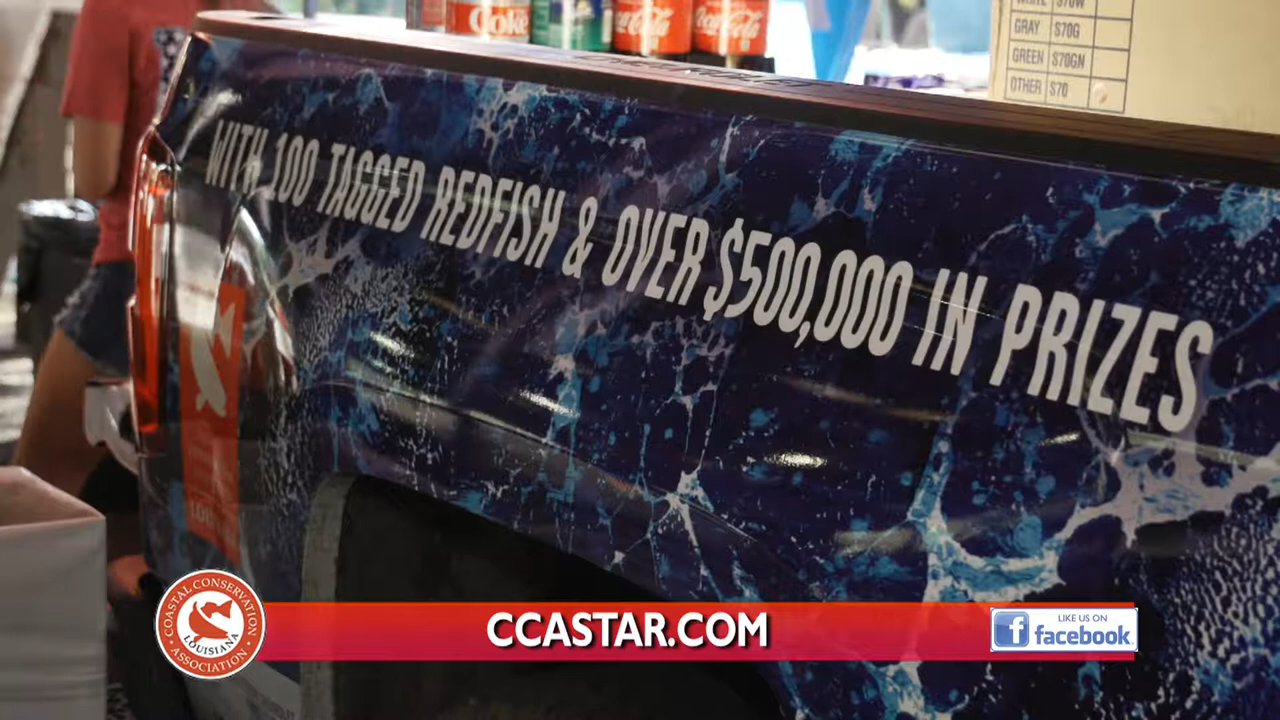 Coke
Coca-Cola
Coca-Cola
GRAY S70G
GREEN S70GN
OTHER S70
WITH 100 TAGGED REDFISH & OVER $500,000 IN PRIZES
COASTAL CONSERVATION
LOUISIANA
ASSOCIATION
CCASTAR.COM
LIKE US ON
facebook